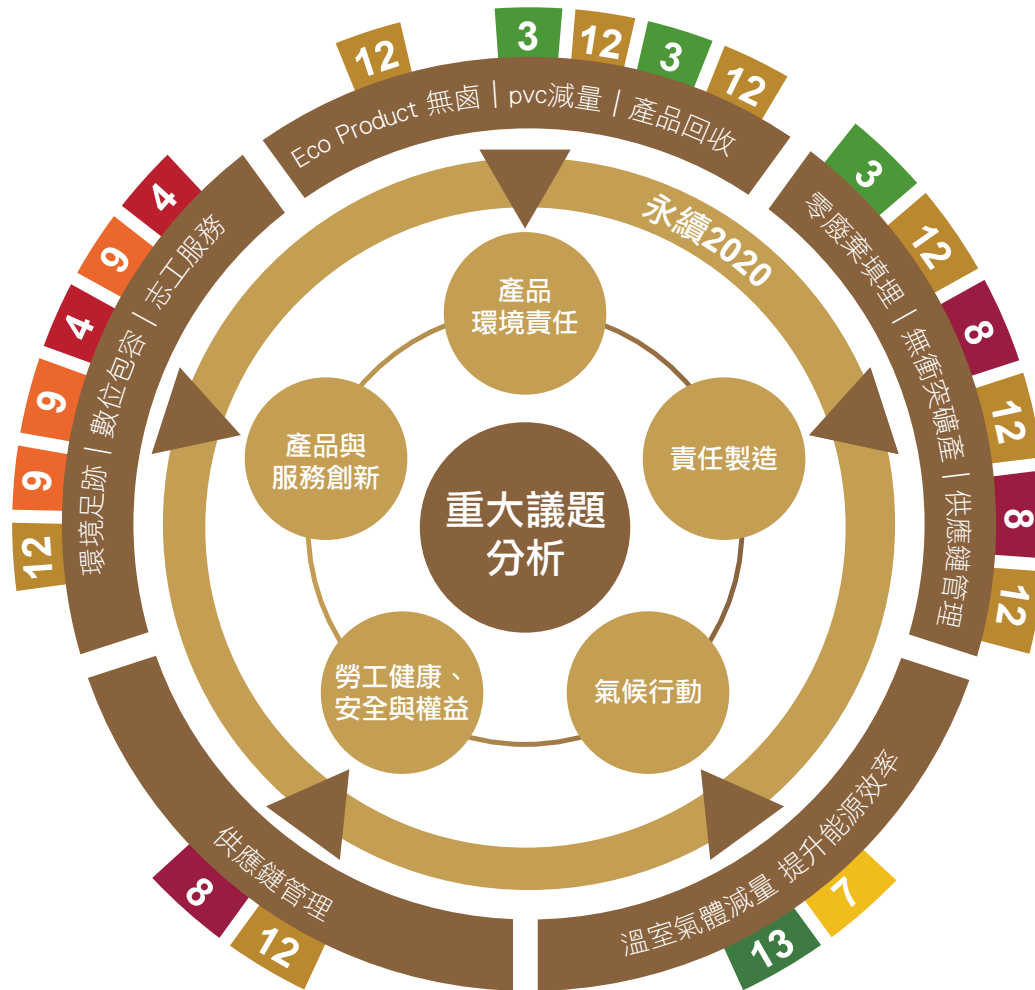 12
3
12
3
12
Eco Product 無鹵｜pvc減量｜產品回收
3
12
8
12
8
12
零廢棄填埋｜無衝突礦產｜供應鏈管理
7
13
溫室氣體減量 提升能源效率
12
8
供應鏈管理
12
9
9
4
9
4
環境足跡｜數位包容｜志工服務
永續2020
產品
環境責任
責任製造
氣候行動
勞工健康、
安全與權益
產品與
服務創新
重大議題
分析